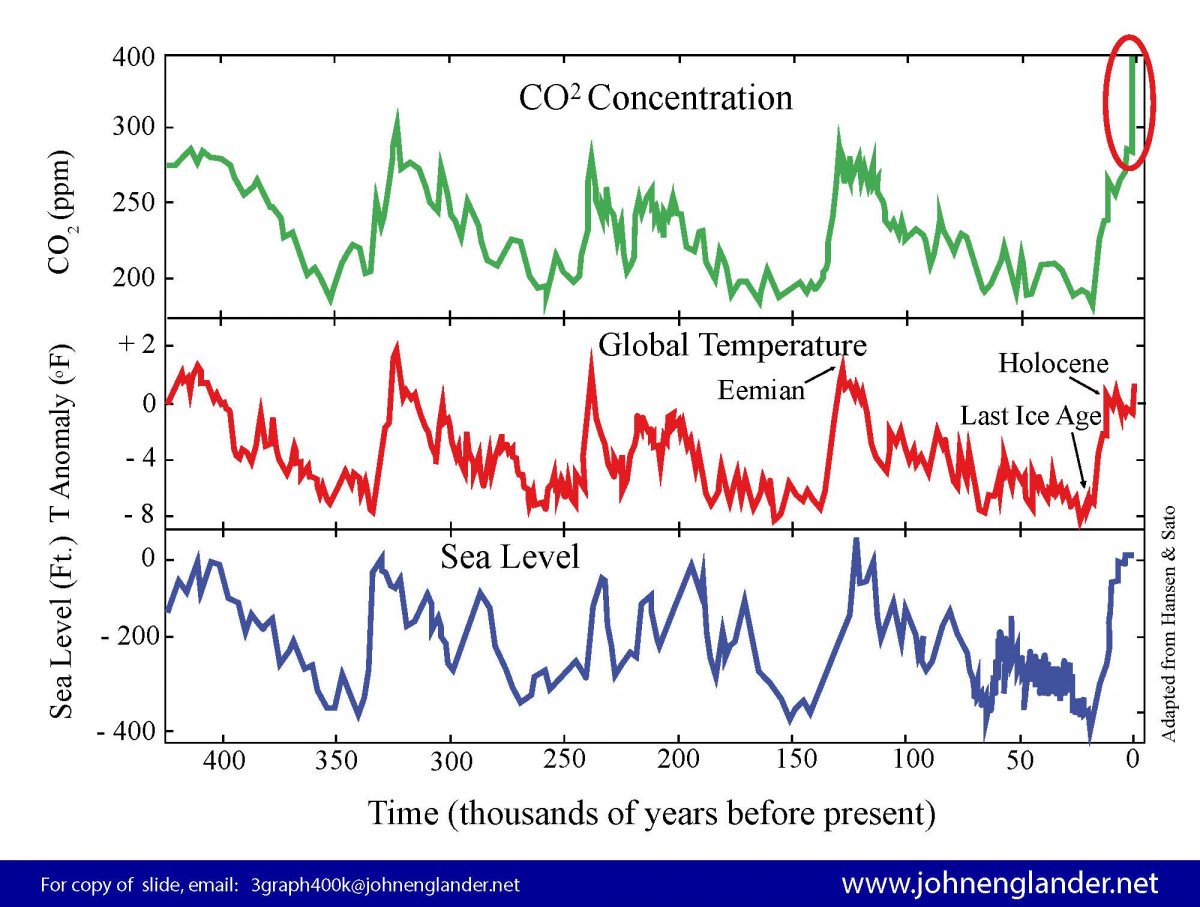 CO² Concentration
CO₂ (ppm)
400
300
250
200
Global Temperature
T Anomaly (°F)
+ 2
0
- 4
- 8
Eemian
Holocene
Last Ice Age
Sea Level
Sea Level (Ft.)
0
- 200
- 400
400 350 300 250 200 150 100 50 0
Time (thousands of years before present)
Adapted from Hansen & Sato
For copy of slide, email: 3graph400k@johnenglander.net
www.johnenglander.net